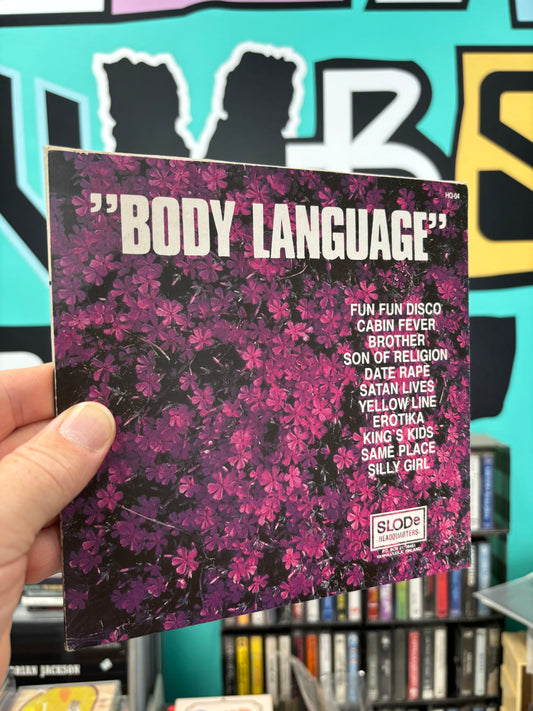 HQ-04
"BODY LANGUAGE"
FUN FUN DISCO
CABIN FEVER
BROTHER
SON OF RELIGION
DATE RAPE
SATAN LIVES
YELLOW LINE
EROTIKA
KING'S KIDS
SAME PLACE
SILLY GIRL
SLODe
HEADQUARTERS
JACKSON